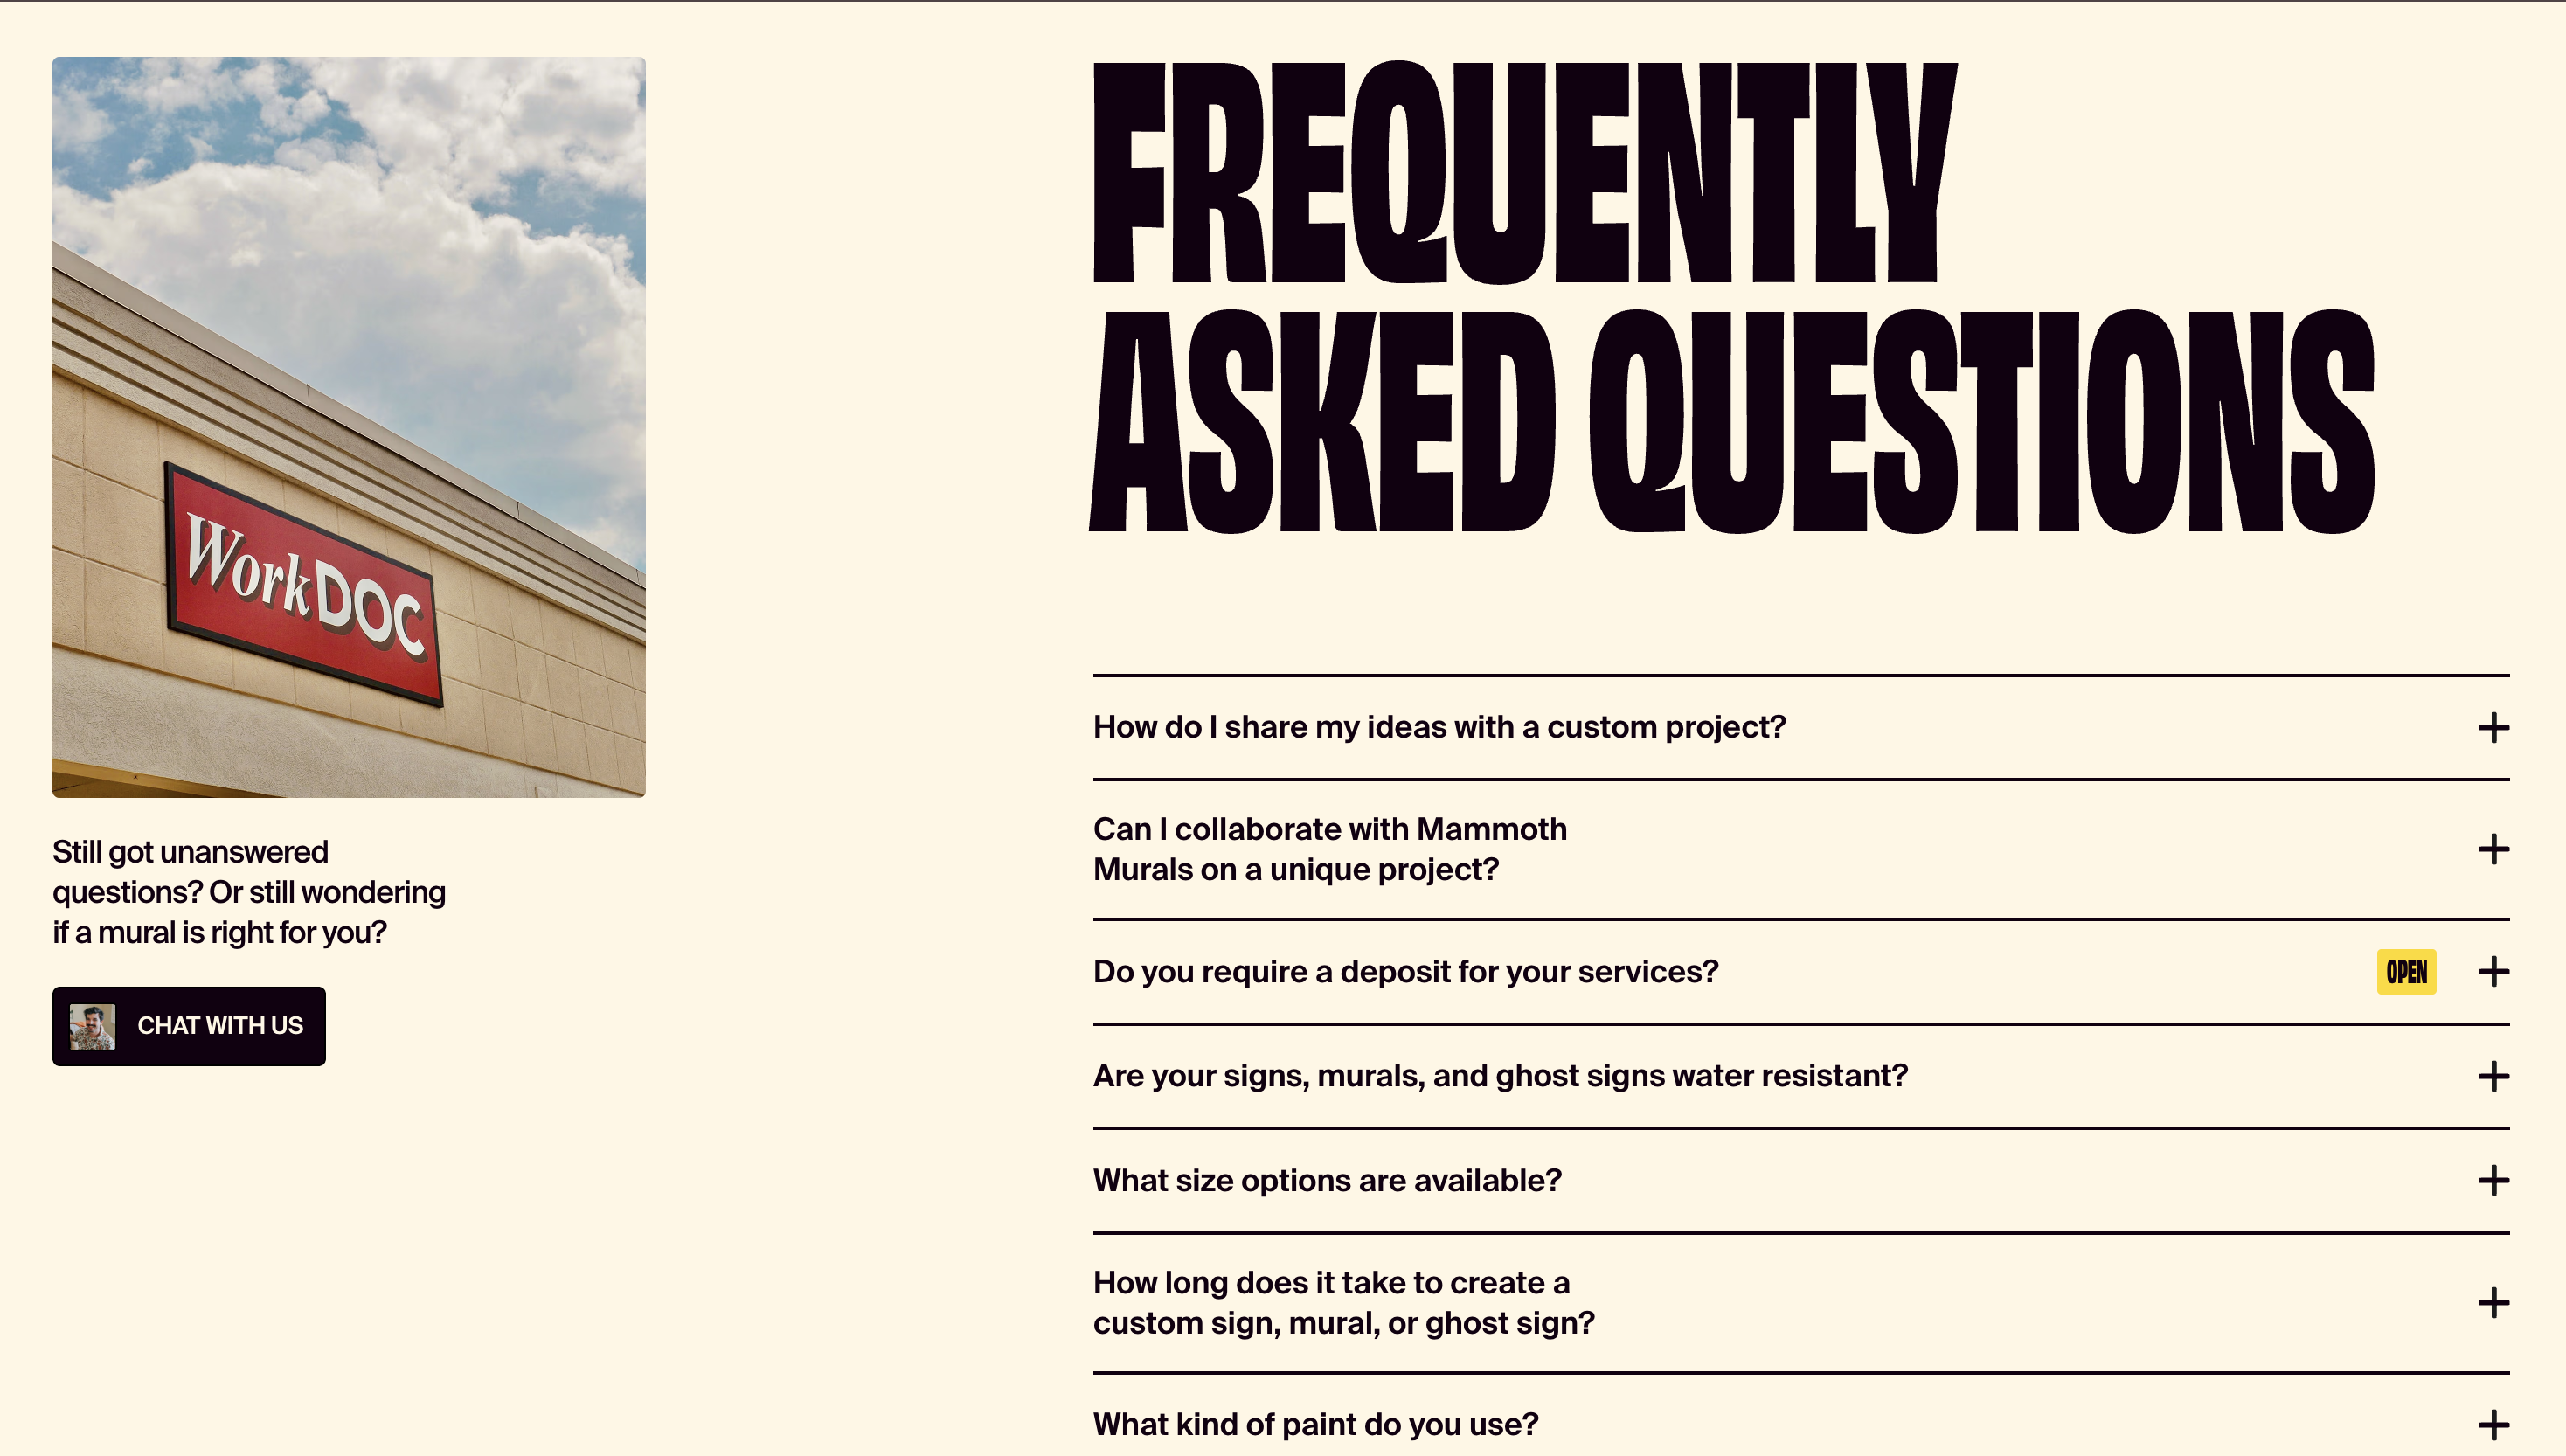 WorkDOC
Still got unanswered
questions? Or still wondering
if a mural is right for you?
CHAT WITH US
FREQUENTLY
ASKED QUESTIONS
How do I share my ideas with a custom project?
Can I collaborate with Mammoth
Murals on a unique project?
Do you require a deposit for your services?
OPEN
Are your signs, murals, and ghost signs water resistant?
What size options are available?
How long does it take to create a
custom sign, mural, or ghost sign?
What kind of paint do you use?